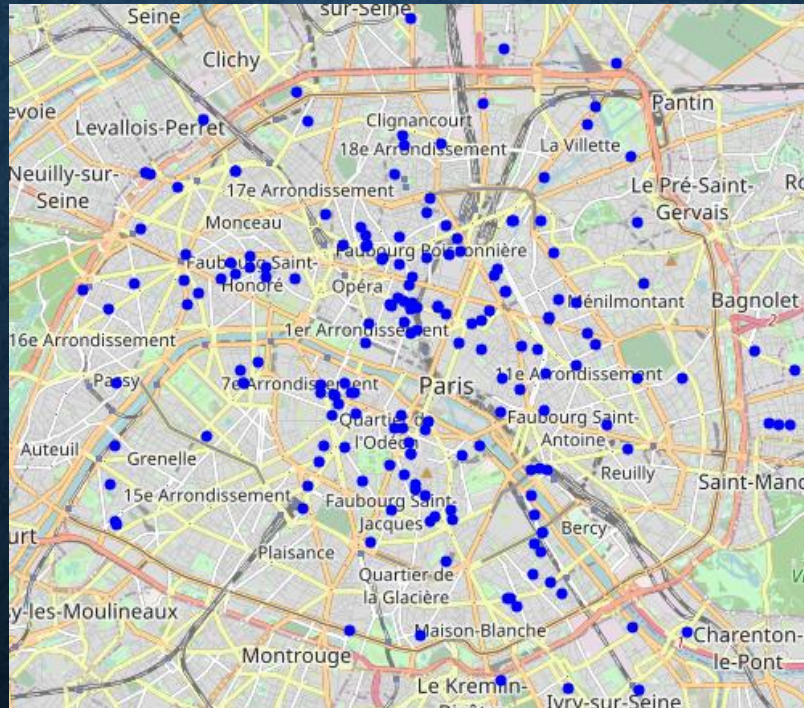 Seine
sur-Seine
Clichy
Pantin
Levallois-Perret
Clignancourt
18e Arrondissement
La Villette
Neuilly-sur-
Seine
17e Arrondissement
Le Pré-Saint-
Gervais
Monceau
Faubourg Saint-
Honoré
Faubourg Poissonnière
Opéra
Ménilmontant
Bagnolet
2
16e Arrondissement
1er Arrondissement
11e Arrondissement
Passy
7e Arrondissement
Paris
Quartier de
l'Odéon
Faubourg Saint-
Antoine
Auteuil
Grenelle
Reuilly
Saint-Mand
15e Arrondissement
Faubourg Saint-
Jacques
Bercy
Plaisance
Quartier de
la Glacière
sy-les-Moulineaux
Maison-Blanche
1
Charenton-
le-Pont
Montrouge
Le Kremlin-
Ivry-sur-Seine